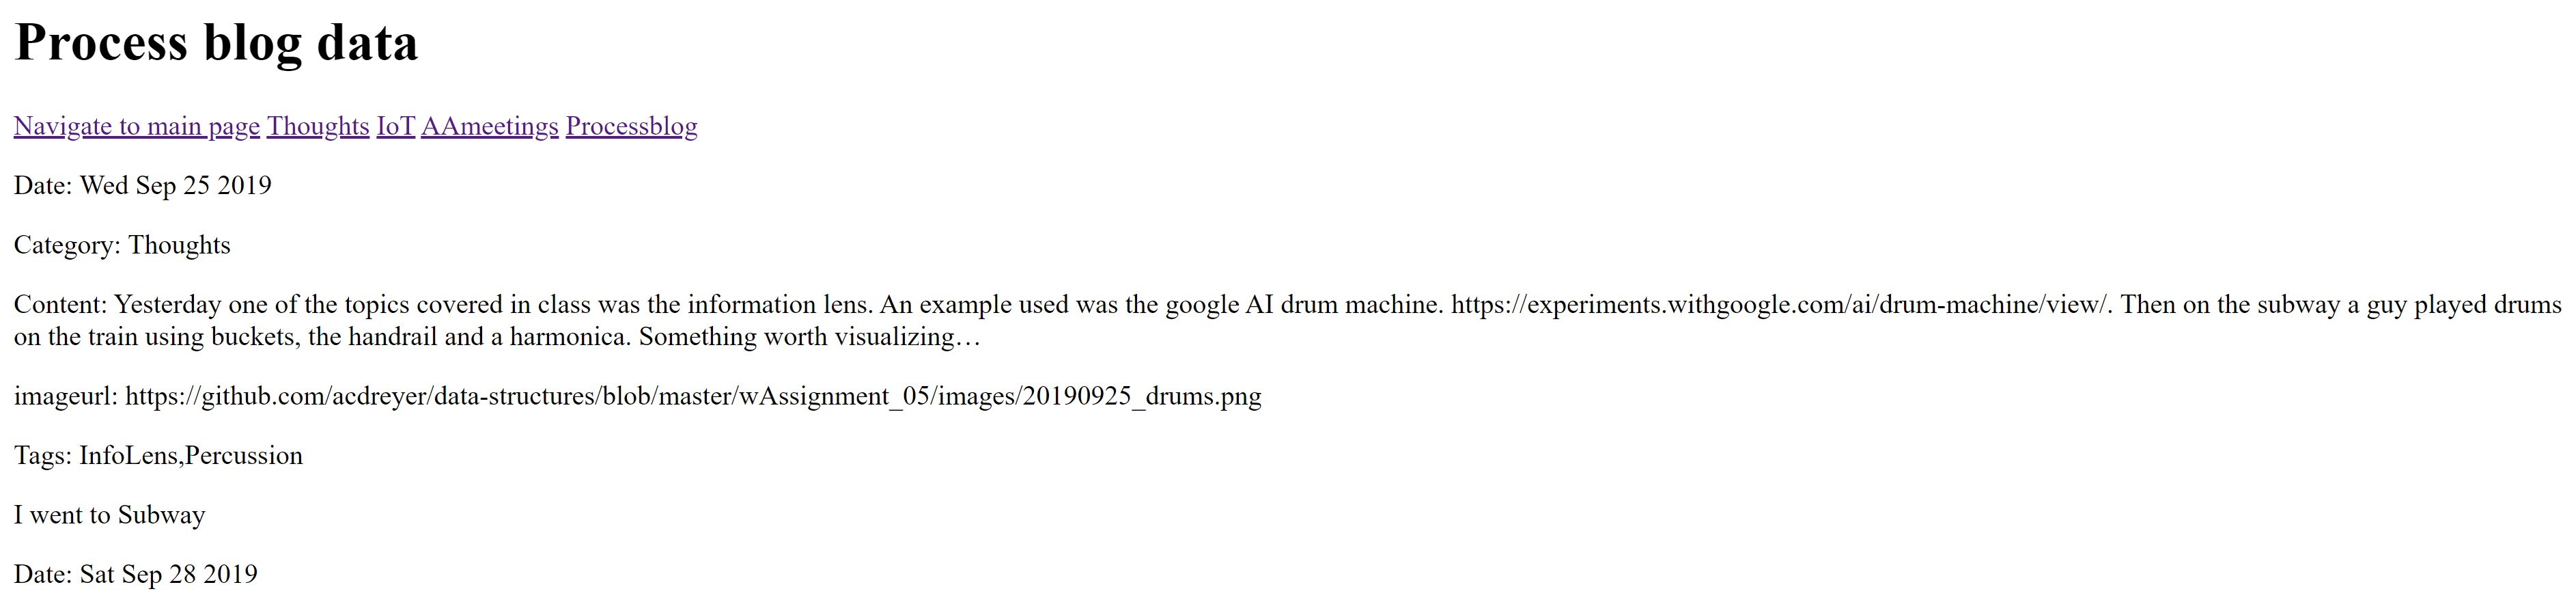 Process blog data
Navigate to main page Thoughts IoT AAmeetings Processblog
Date: Wed Sep 25 2019
Category: Thoughts
Content: Yesterday one of the topics covered in class was the information lens. An example used was the google AI drum machine. https://experiments.withgoogle.com/ai/drum-machine/view/. Then on the subway a guy played drums
on the train using buckets, the handrail and a harmonica. Something worth visualizing…
imageurl: https://github.com/acdreyer/data-structures/blob/master/wAssignment_05/images/20190925_drums.png
Tags: InfoLens,Percussion
I went to Subway
Date: Sat Sep 28 2019